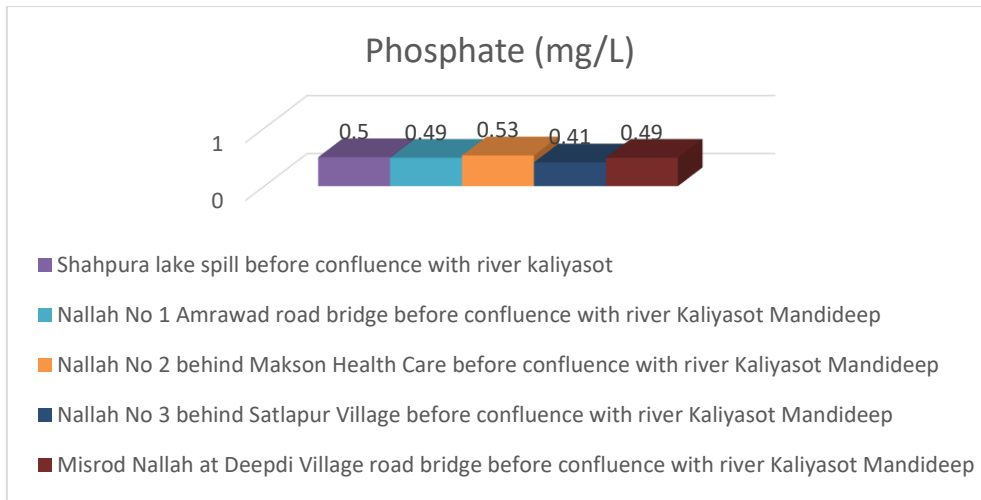 Phosphate (mg/L)
1
0
0.5
0.49
0.53
0.41
0.49
Shahpura lake spill before confluence with river kaliyasot
Nallah No 1 Amrawad road bridge before confluence with river Kaliyasot Mandideep
Nallah No 2 behind Makson Health Care before confluence with river Kaliyasot Mandideep
Nallah No 3 behind Satlapur Village before confluence with river Kaliyasot Mandideep
Misrod Nallah at Deepdi Village road bridge before confluence with river Kaliyasot Mandideep